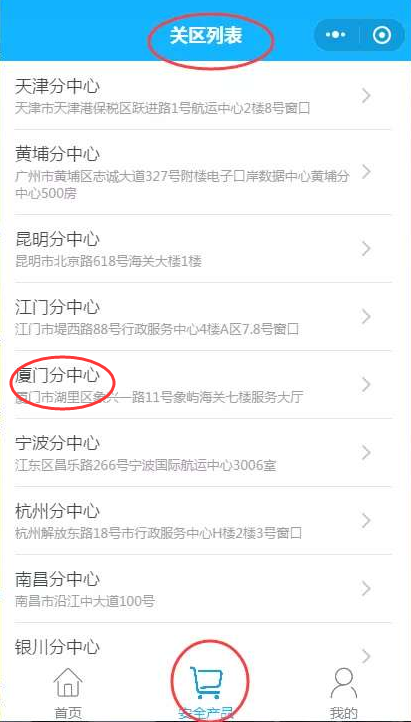 关区列表
天津分中心
天津市天津港保税区跃进路1号航运中心2楼8号窗口
黄埔分中心
广州市黄埔区志诚大道327号附楼电子口岸数据中心黄埔分
中心500房
昆明分中心
昆明市北京路618号海关大楼1楼
江门分中心
江门市堤西路88号行政服务中心4楼A区7.8号窗口
厦门分中心
厦门市湖里区象兴一路11号象屿海关七楼服务大厅
宁波分中心
江东区昌乐路266号宁波国际航运中心3006室
杭州分中心
杭州解放东路18号市行政服务中心H楼2楼3号窗口
南昌分中心
南昌市沿江中大道100号
银川分中心
首页
安全产品
我的